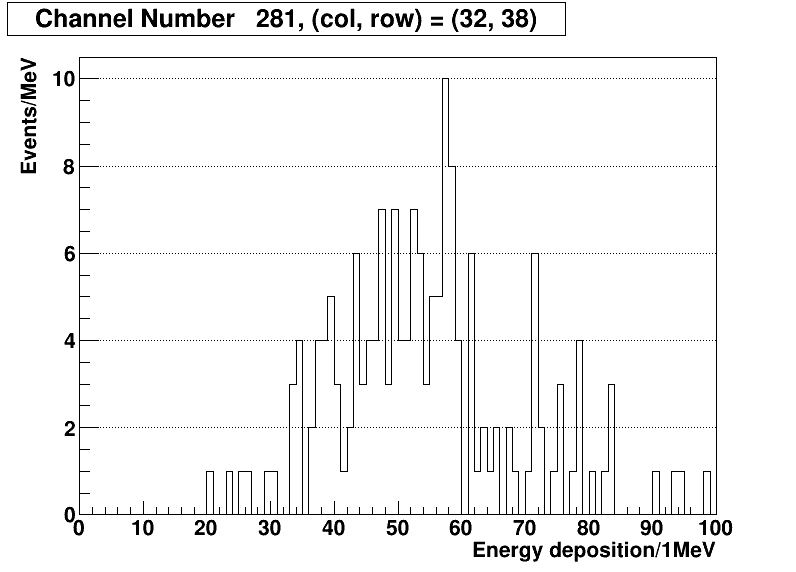 Channel Number   281, (col, row) = (32, 38)
Events/MeV
10
8
6
4
2
0
0 10 20 30 40 50 60 70 80 90 100
Energy deposition/1MeV